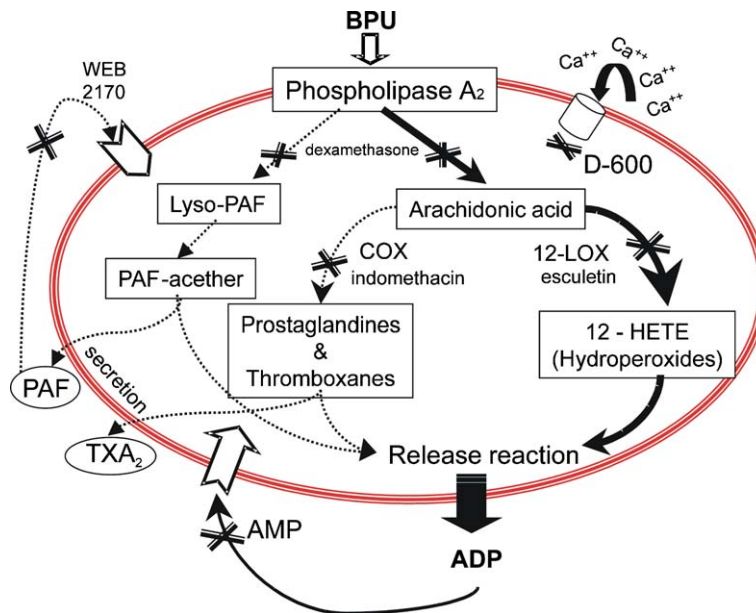 BPU
WEB
2170
Ca++
Ca++
Ca++
Ca++
Phospholipase A2
D-600
dexamethasone
Lyso-PAF
Arachidonic acid
COX
indomethacin
12-LOX
esculetin
PAF-acether
Prostaglandines
&
Thromboxanes
12 - HETE
(Hydroperoxides)
PAF
secretion
TXA2
Release reaction
AMP
ADP